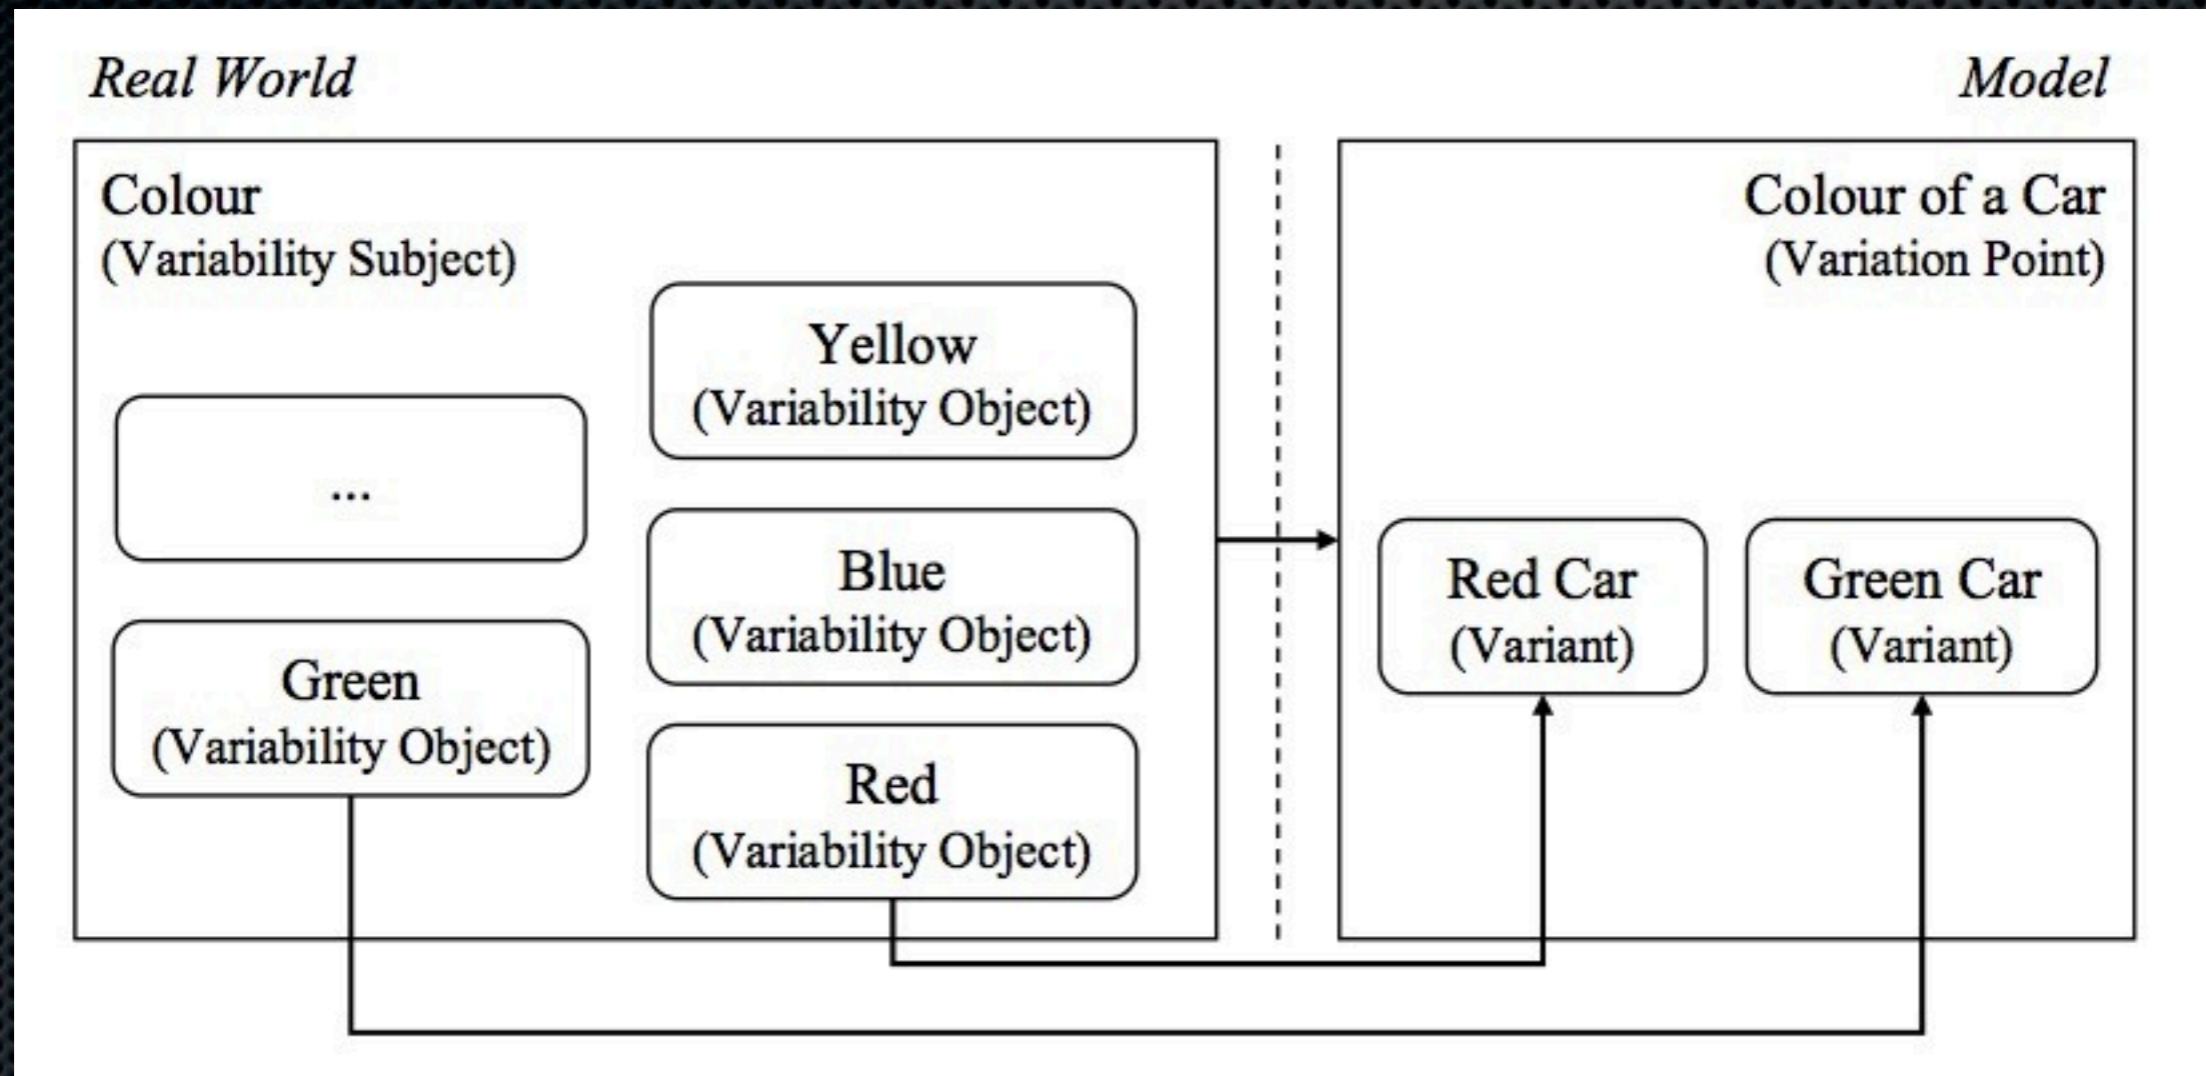 Real World
Model
Colour
(Variability Subject)
Yellow
(Variability Object)
...
Blue
(Variability Object)
Green
(Variability Object)
Red
(Variability Object)
Colour of a Car
(Variation Point)
Red Car
(Variant)
Green Car
(Variant)